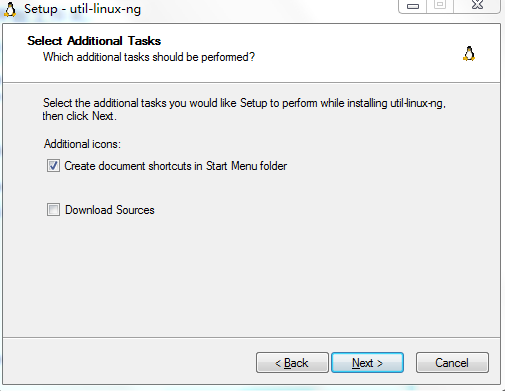 Setup - util-linux-ng
Select Additional Tasks
Which additional tasks should be performed?
Select the additional tasks you would like Setup to perform while installing util-linux-ng,
then click Next.
Additional icons:
Create document shortcuts in Start Menu folder
Download Sources
< Back
Next >
Cancel